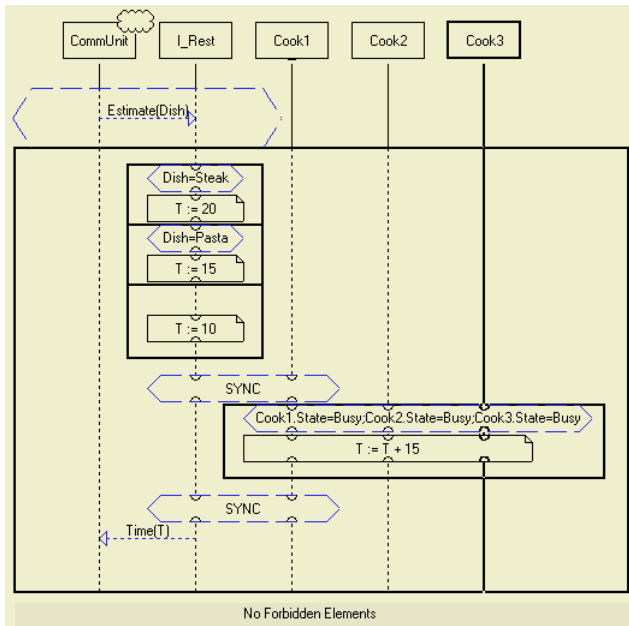 CommUnit I_Rest Cook1 Cook2 Cook3
Estimate(Dish)
Dish=Steak
T := 20
Dish=Pasta
T := 15
T := 10
SYNC
Cook1.State=Busy;Cook2.State=Busy;Cook3.State=Busy
T := T + 15
SYNC
Time(T)
No Forbidden Elements